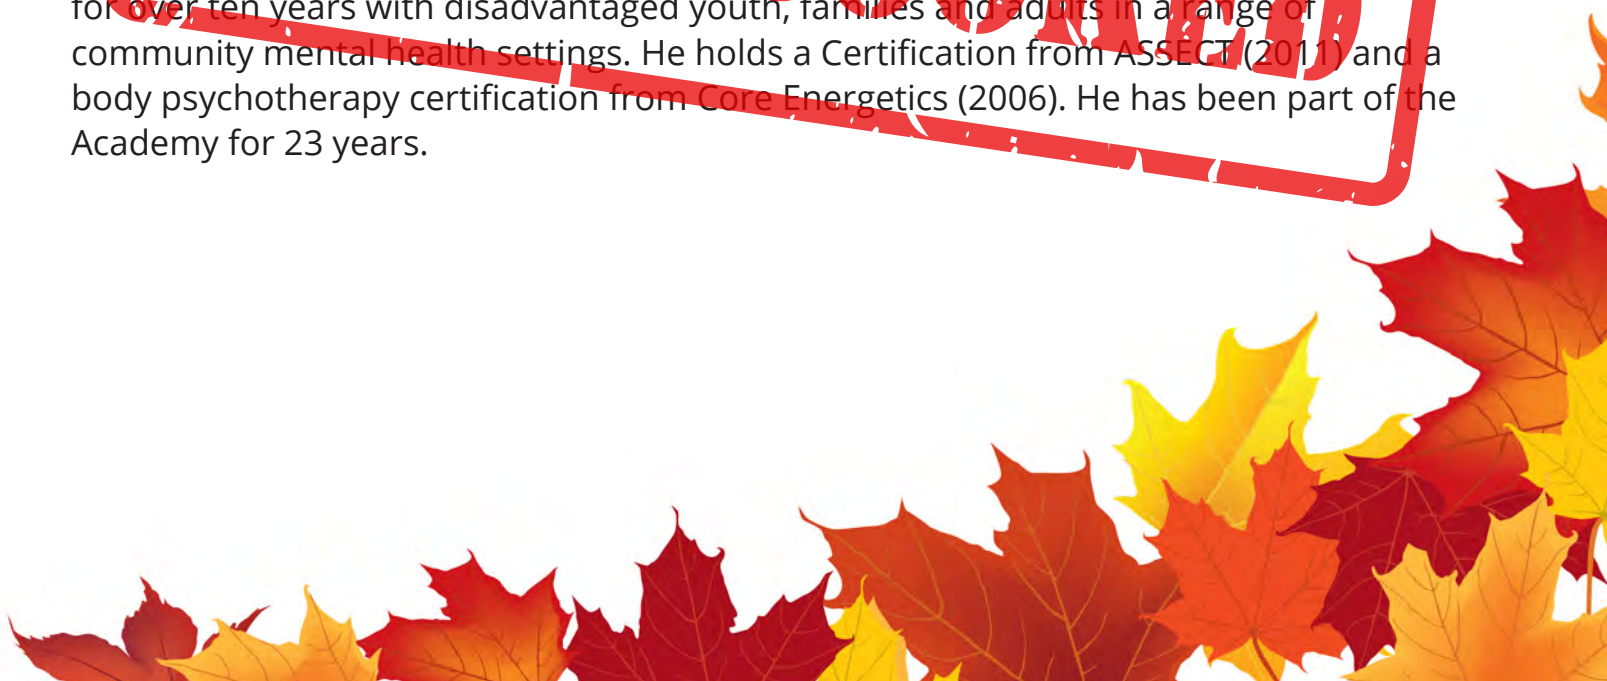 for over ten years with disadvantaged youth, families and adults in a range of
community mental health settings. He holds a Certification from ASSECT (2011) and a
body psychotherapy certification from Core Energetics (2006). He has been part of the
Academy for 23 years.